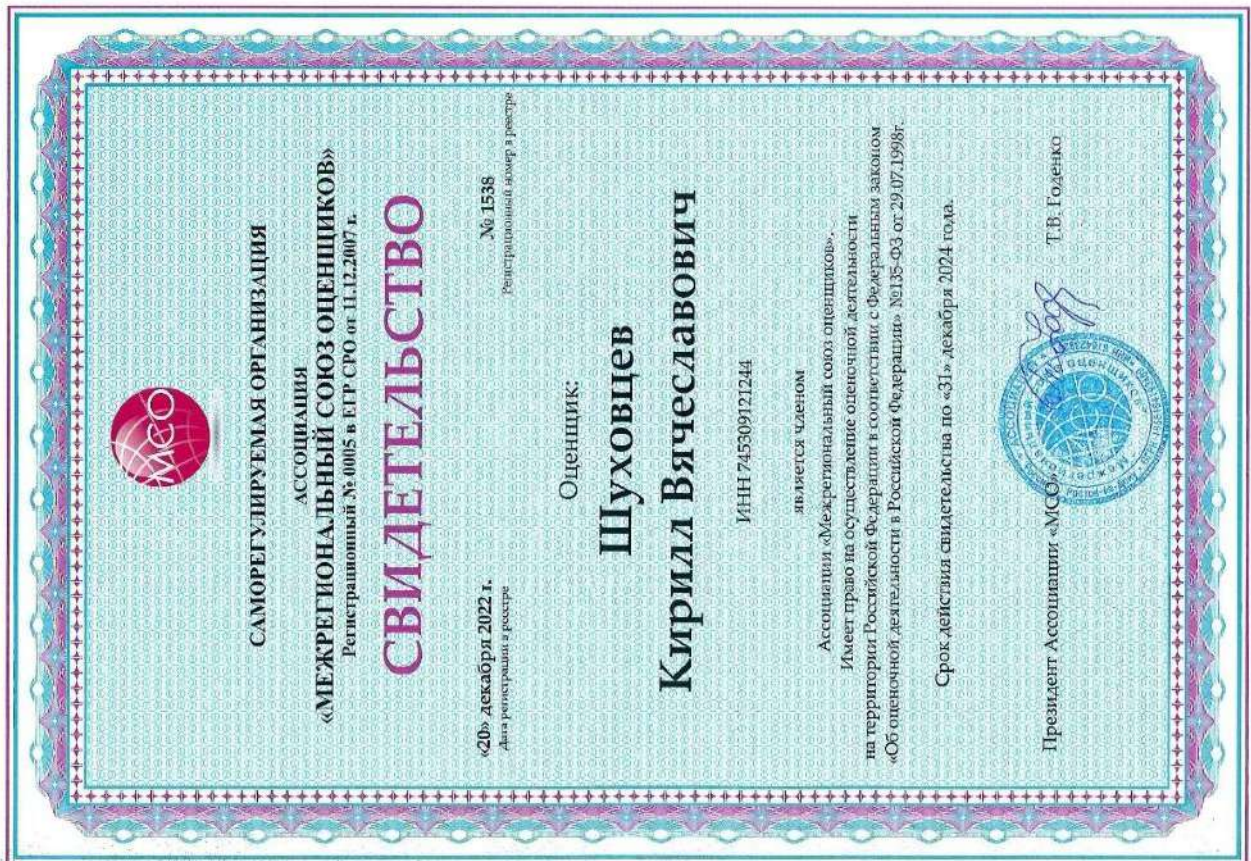 МСО
САМОРЕГУЛИРУЕМАЯ ОРГАНИЗАЦИЯ
АССОЦИАЦИЯ
«МЕЖРЕГИОНАЛЬНЫЙ СОЮЗ ОЦЕНЩИКОВ»
Регистрационный № 0005 в ЕГР СРО от 11.12.2007 г.
СВИДЕТЕЛЬСТВО
«20» декабря 2022 г. № 1538
Дата регистрации в реестре Регистрационный номер в реестре
Оценщик:
Шуховцев
Кирилл Вячеславович
ИНН 745309121244
является членом
Ассоциации «Межрегиональный союз оценщиков».
Имеет право на осуществление оценочной деятельности
на территории Российской Федерации в соответствии с Федеральным законом
«Об оценочной деятельности в Российской Федерации» №135-ФЗ от 29.07.1998г.
Срок действия свидетельства по «31» декабря 2024 года.
Президент Ассоциации «МСО» Т.В. Годенко
МСО